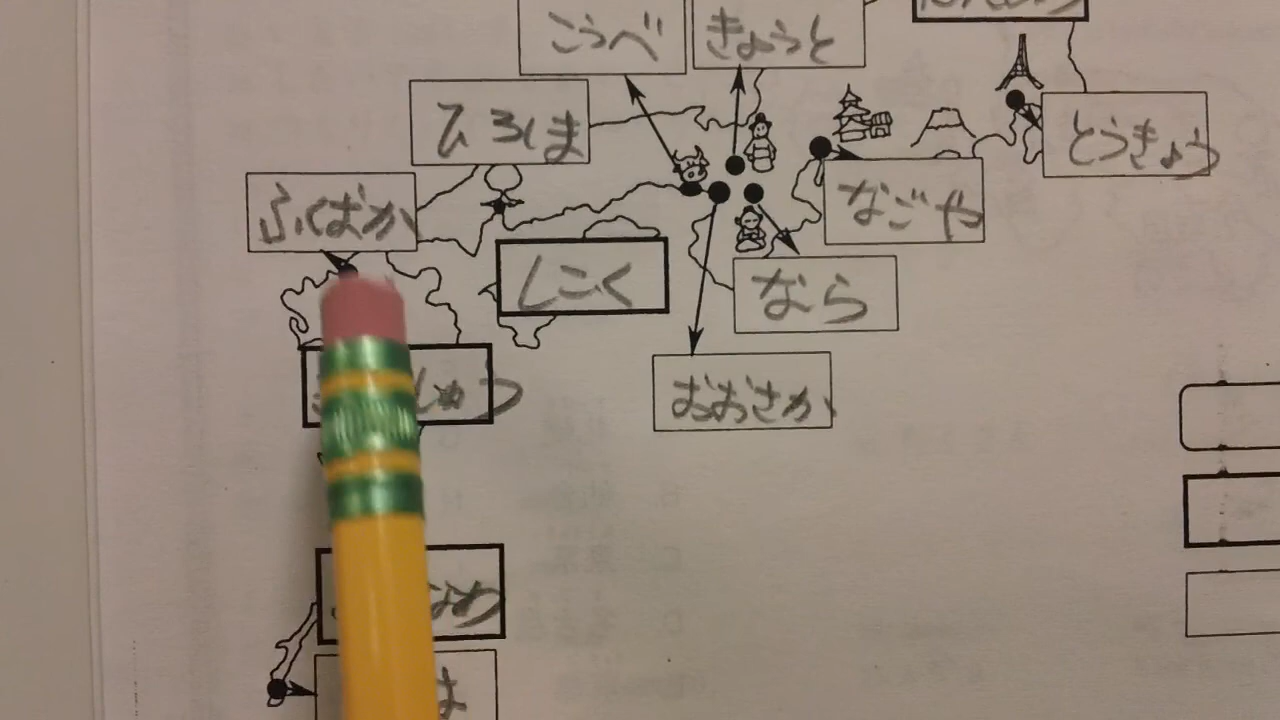 こうべ
きょうと
ひろしま
とうきょう
ふくばか
なごや
しこく
なら
おおさか